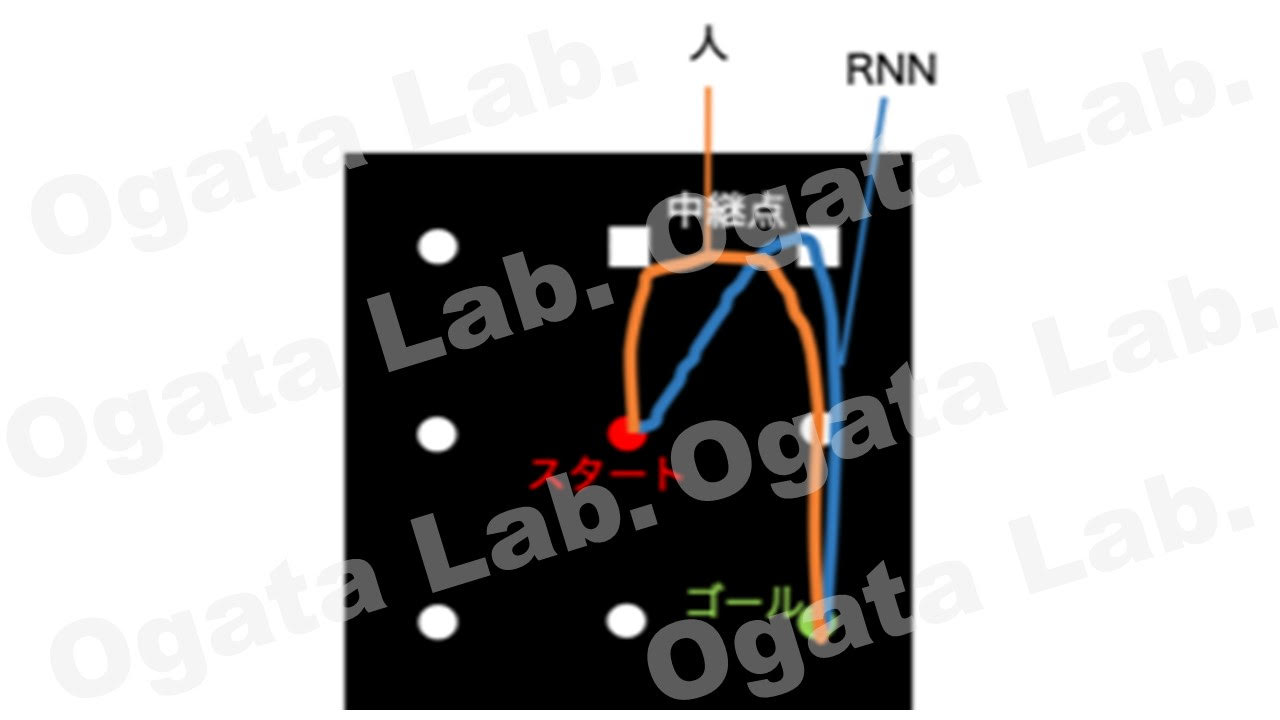 人
RNN
中継点
スタート
ゴール
Ogata Lab.
Ogata Lab.
Ogata Lab.
Ogata Lab.
Ogata Lab.
Ogata Lab.